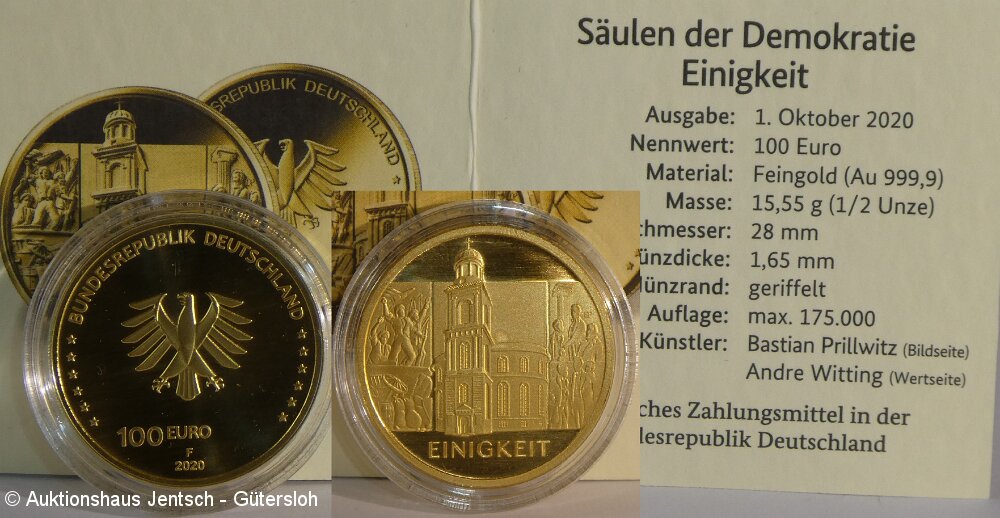 Säulen der Demokratie
Einigkeit
Ausgabe: 1. Oktober 2020
Nennwert: 100 Euro
Material: Feingold (Au 999,9)
Masse: 15,55 g (1/2 Unze)
chmesser: 28 mm
ünzdicke: 1,65 mm
ünzrand: geriffelt
Auflage: max. 175.000
Künstler: Bastian Prillwitz (Bildseite)
Andre Witting (Wertseite)
ches Zahlungsmittel in der
desrepublik Deutschland
SREPUBLIK DEUTSCHLAND
BUNDESREPUBLIK DEUTSCHLAND
100 EURO
F
2020
EINIGKEIT
© Auktionshaus Jentsch - Gütersloh